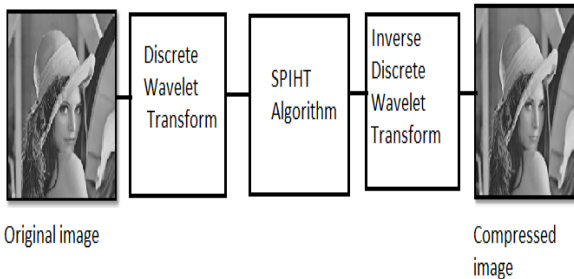 Discrete
Wavelet
Transform
SPIHT
Algorithm
Inverse
Discrete
Wavelet
Transform
Original image
Compressed
image